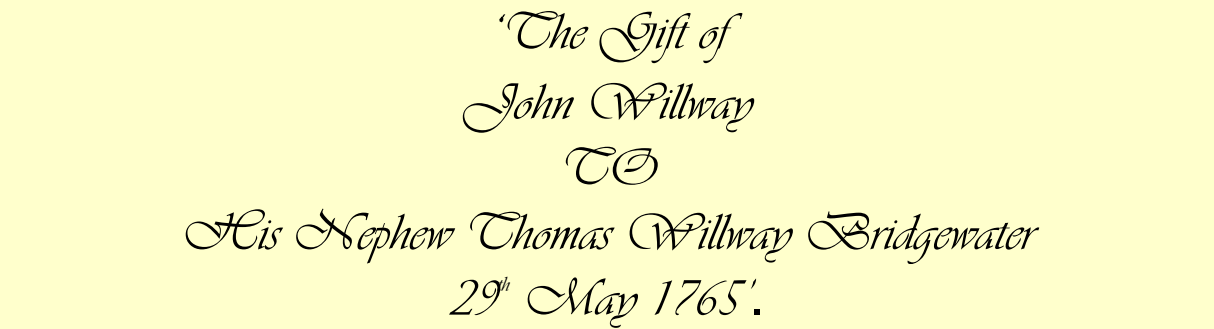 ‘The Gift of
John Willway
TO
His Nephew Thomas Willway Bridgewater
29th May 1765’.